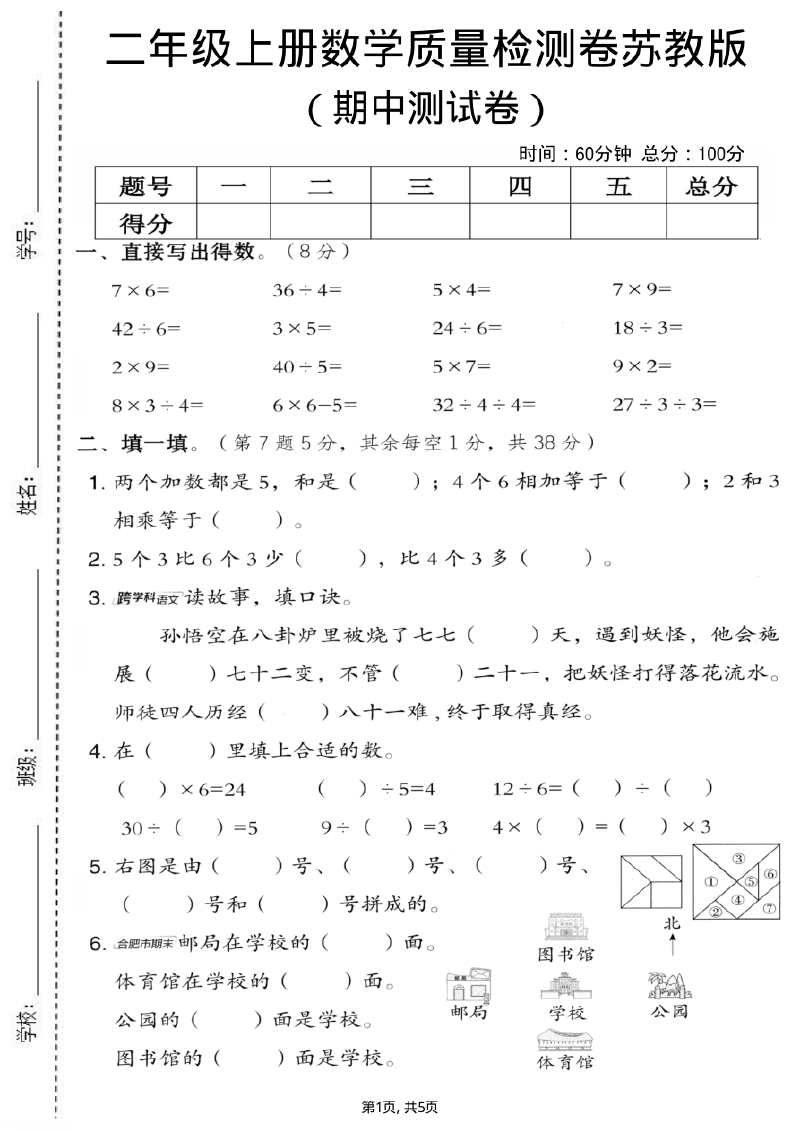 二年级上册数学质量检测卷苏教版
（期中测试卷）
时间：60分钟 总分：100分
题号 一 二 三 四 五 总分
得分
一、直接写出得数。（8分）
7×6= 36÷4= 5×4= 7×9=
42÷6= 3×5= 24÷6= 18÷3=
2×9= 40÷5= 5×7= 9×2=
8×3÷4= 6×6-5= 32÷4÷4= 27÷3÷3=
二、填一填。（第7题5分，其余每空1分，共38分）
1. 两个加数都是5，和是（ ）；4个6相加等于（ ）；2和3
相乘等于（ ）。
2. 5个3比6个3少（ ），比4个3多（ ）。
3. 跨学科语文 读故事，填口诀。
孙悟空在八卦炉里被烧了七七（ ）天，遇到妖怪，他会施
展（ ）七十二变，不管（ ）二十一，把妖怪打得落花流水。
师徒四人历经（ ）八十一难,终于取得真经。
4. 在（ ）里填上合适的数。
（ ）×6=24 （ ）÷5=4 12÷6=（ ）÷（ ）
30÷（ ）=5 9÷（ ）=3 4×（ ）=（ ）×3
5. 右图是由（ ）号、（ ）号、（ ）号、
（ ）号和（ ）号拼成的。
① ② ③ ④ ⑤ ⑥ ⑦
6. 合肥市期末 邮局在学校的（ ）面。
体育馆在学校的（ ）面。
公园的（ ）面是学校。
图书馆的（ ）面是学校。
北
图书馆
邮局
邮局 学校 公园
体育馆
学号：
姓名：
班级：
学校：
第1页, 共5页